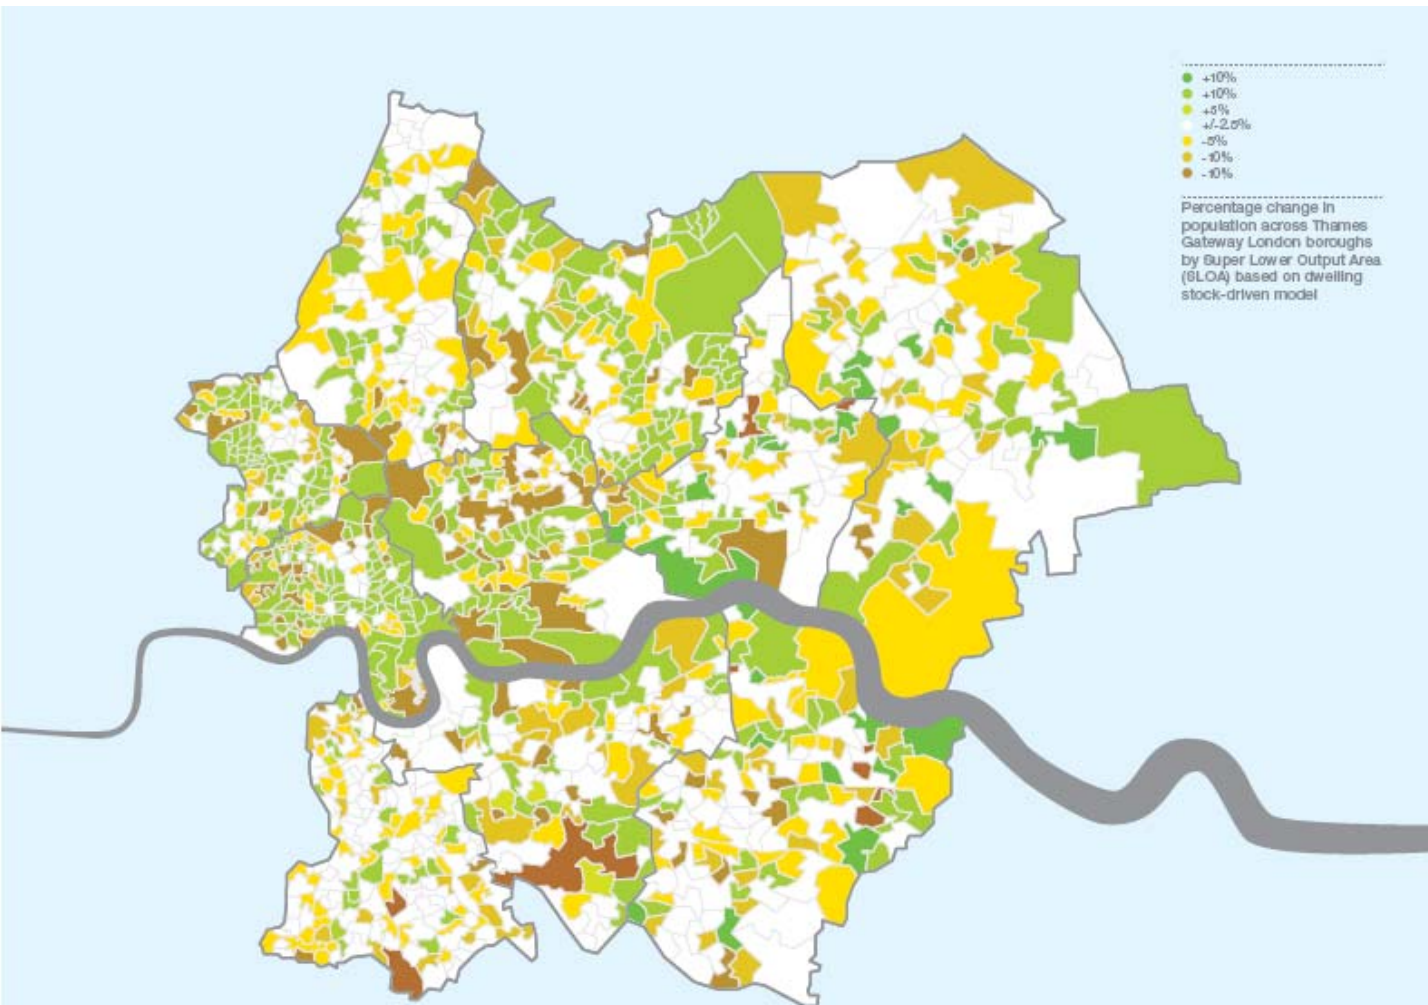 +10%
+10%
+5%
+/-2.5%
-5%
-10%
-10%
Percentage change in
population across Thames
Gateway London boroughs
by Super Lower Output Area
(SLOA) based on dwelling
stock-driven model